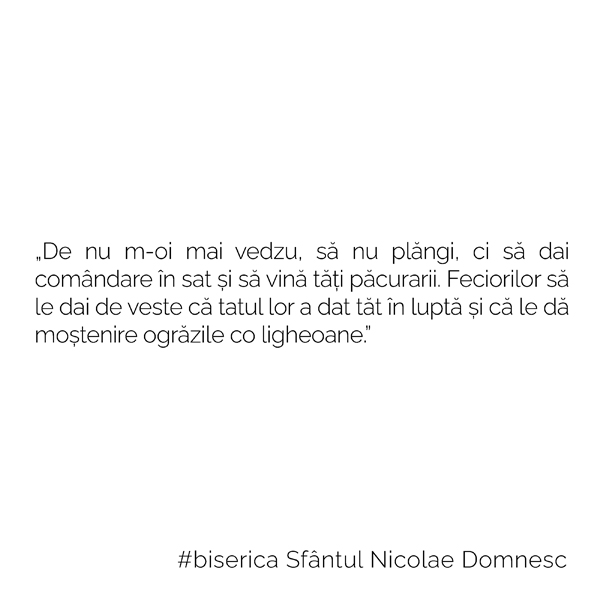 „De nu m-oi mai vedzu, să nu plăngi, ci să dai
comândare în sat și să vină tăți păcurarii. Feciorilor să
le dai de veste că tatul lor a dat tăt în luptă și că le dă
moștenire ogrăzile co ligheoane.”
#biserica Sfântul Nicolae Domnesc